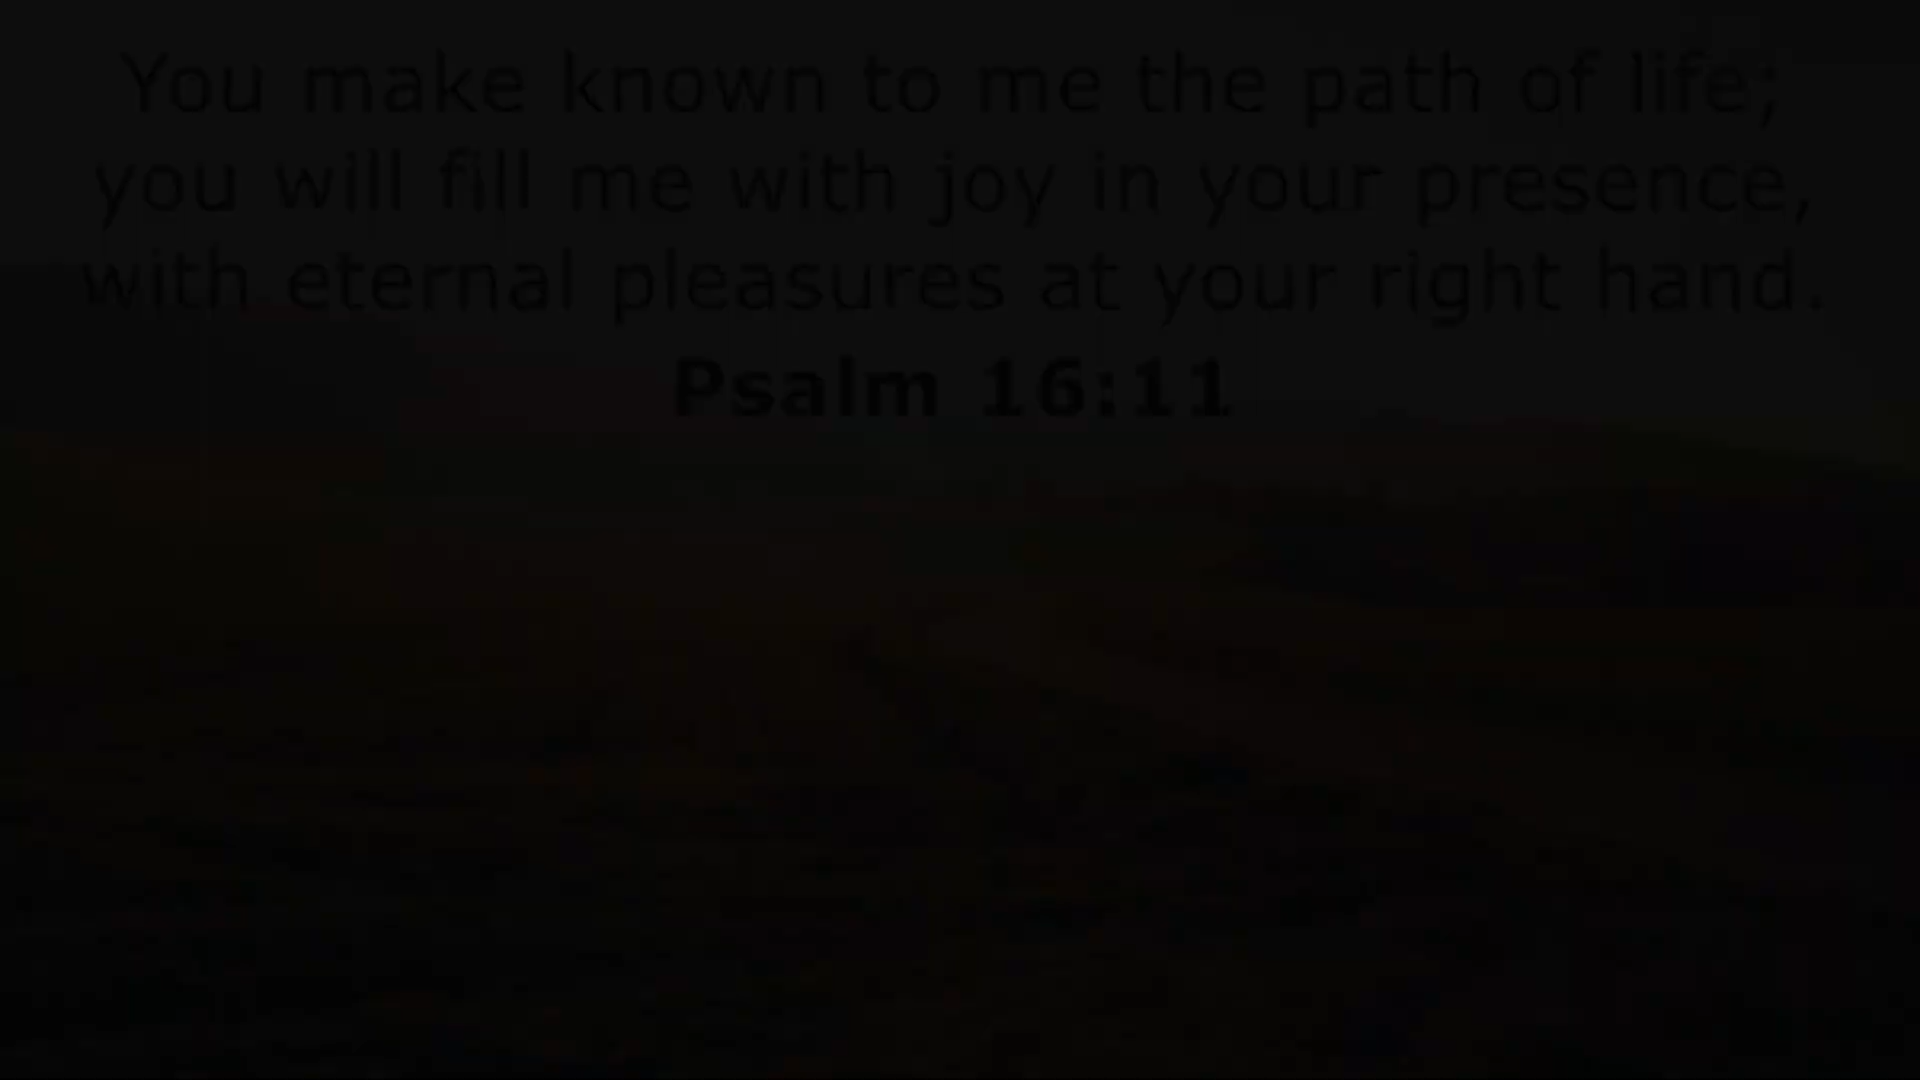 You make known to me the path of life;
you will fill me with joy in your presence,
with eternal pleasures at your right hand.
Psalm 16:11